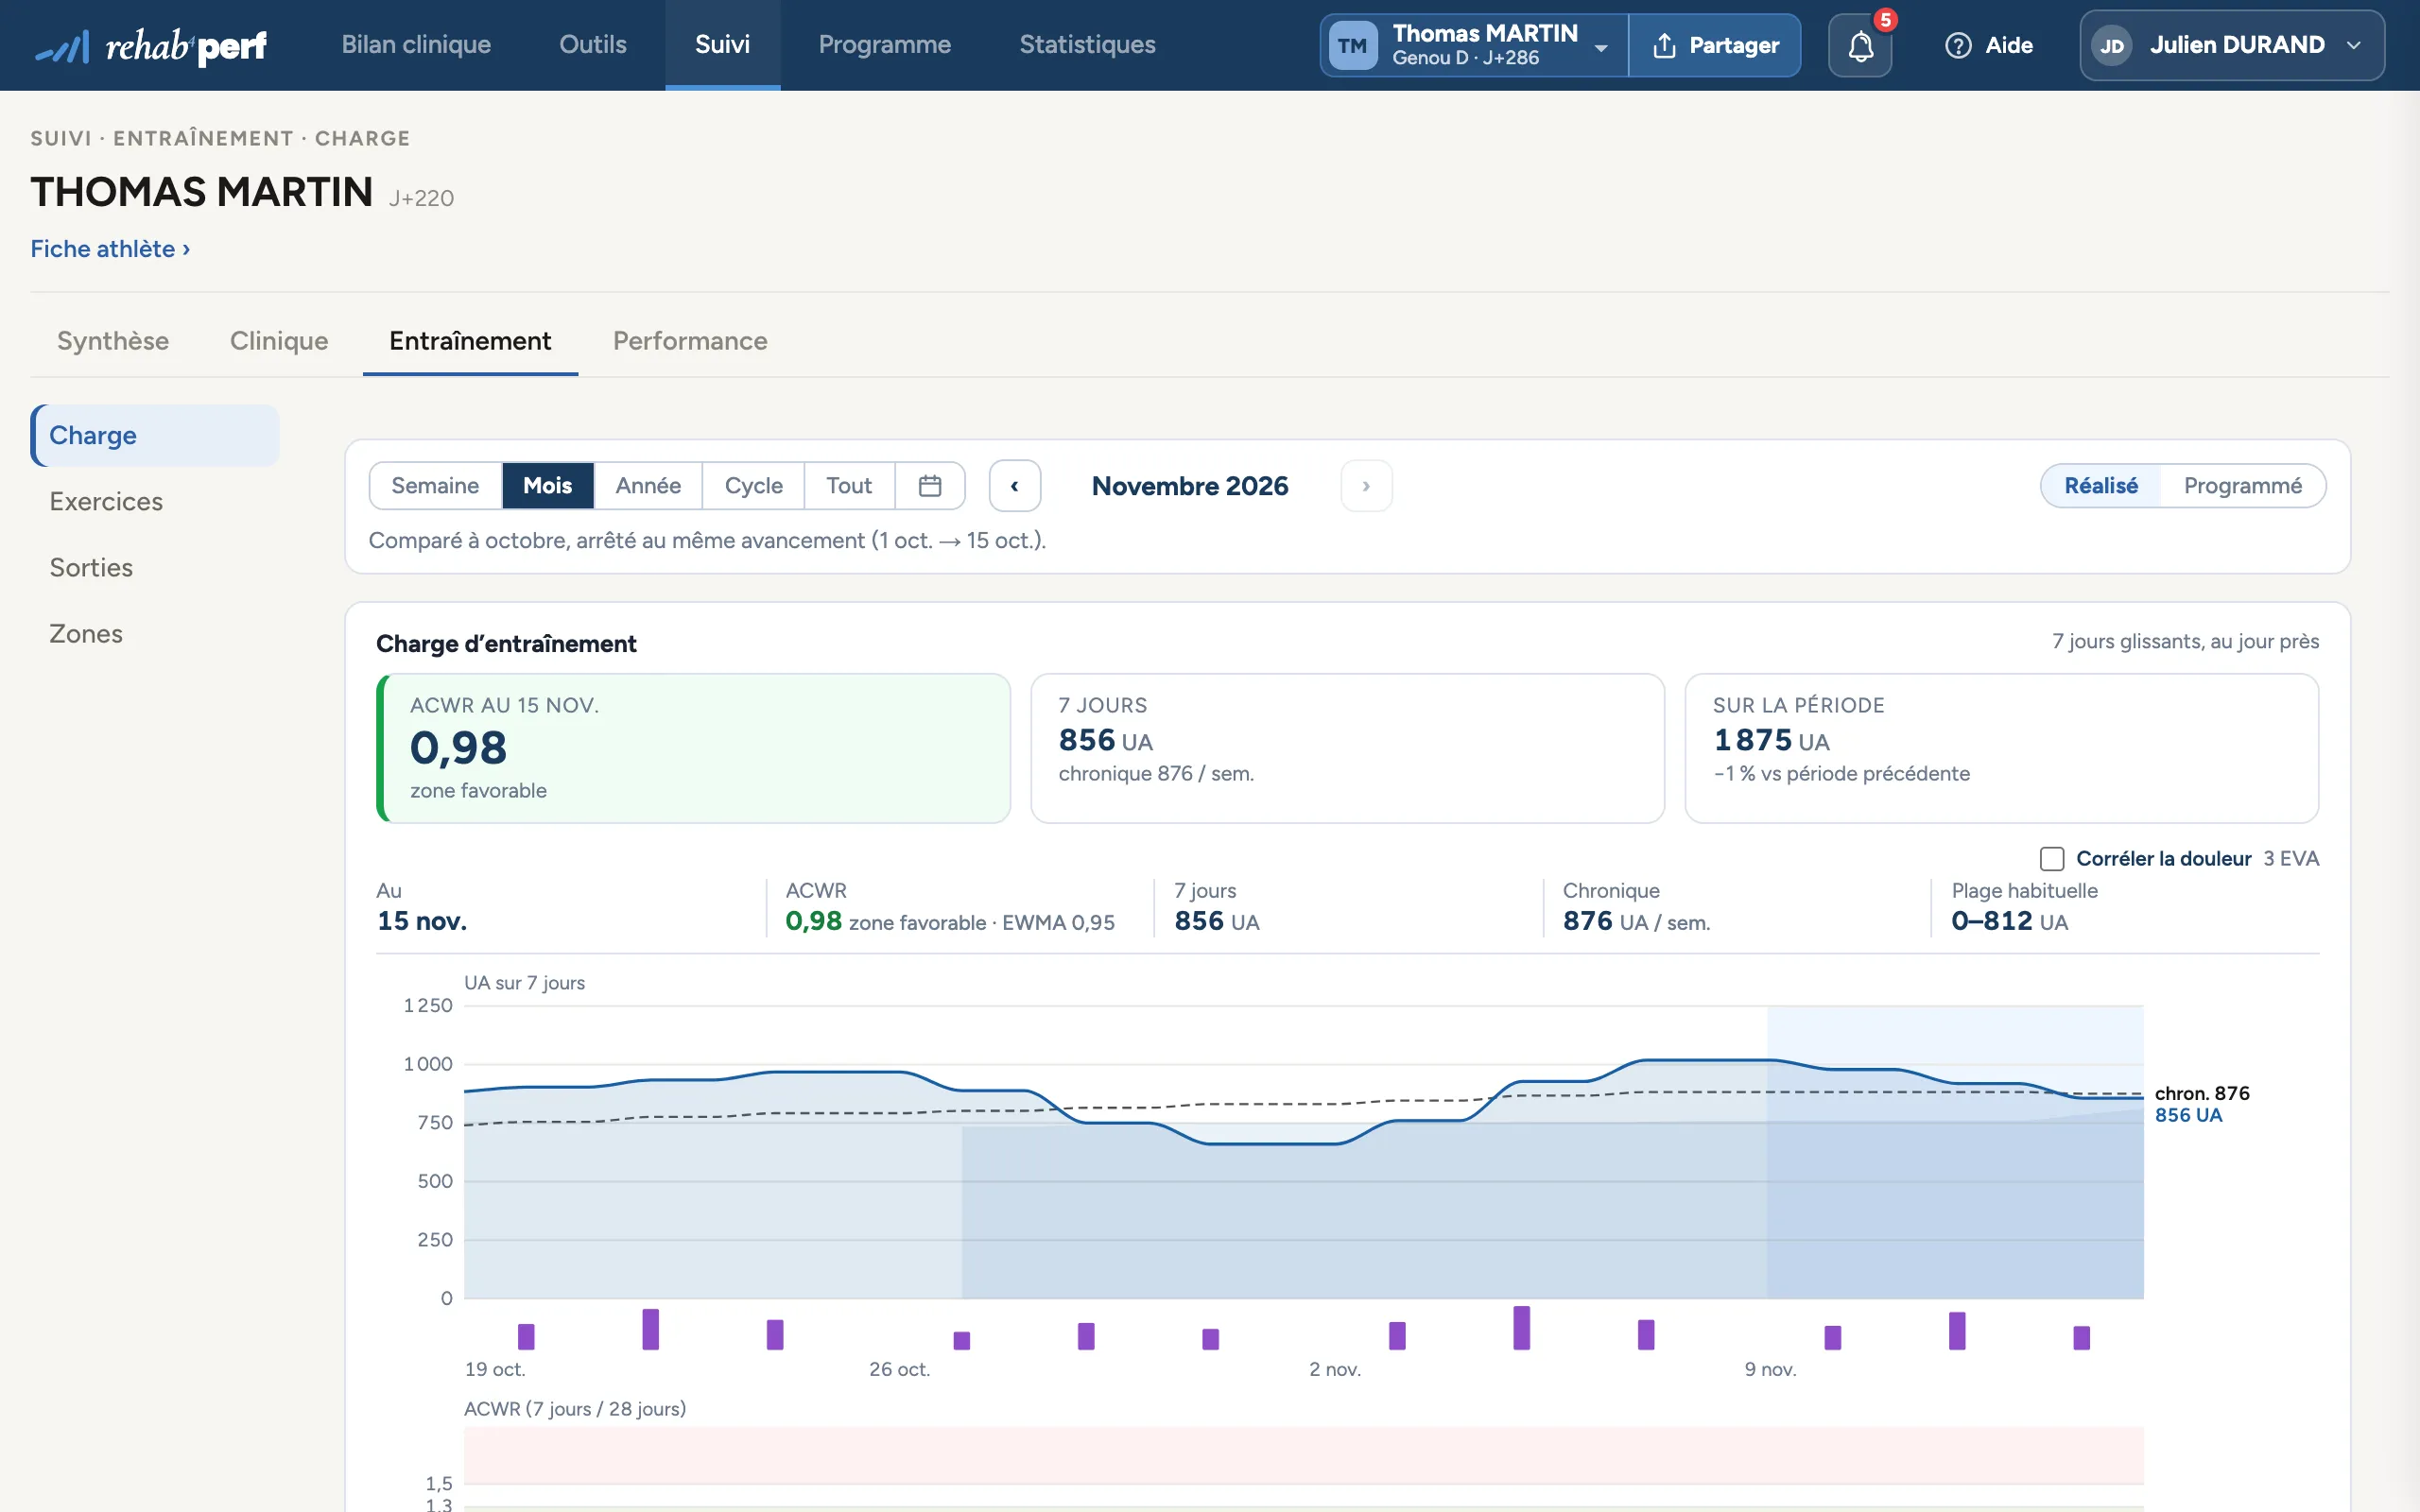 rehab4perf
Bilan clinique
Outils
Suivi
Programme
Statistiques
TM
Thomas MARTIN
Genou D · J+286
Partager
5
Aide
JD
Julien DURAND
SUIVI · ENTRAÎNEMENT · CHARGE
THOMAS MARTIN J+220
Fiche athlète ›
Synthèse
Clinique
Entraînement
Performance
Charge
Exercices
Sorties
Zones
Semaine
Mois
Année
Cycle
Tout
‹
Novembre 2026
›
Réalisé
Programmé
Comparé à octobre, arrêté au même avancement (1 oct. → 15 oct.).
Charge d’entraînement
7 jours glissants, au jour près
ACWR AU 15 NOV.
0,98
zone favorable
7 JOURS
856 UA
chronique 876 / sem.
SUR LA PÉRIODE
1 875 UA
−1 % vs période précédente
Corréler la douleur 3 EVA
Au
15 nov.
ACWR
0,98 zone favorable · EWMA 0,95
7 jours
856 UA
Chronique
876 UA / sem.
Plage habituelle
0–812 UA
UA sur 7 jours
1 250
1 000
750
500
250
0
chron. 876
856 UA
19 oct.
26 oct.
2 nov.
9 nov.
ACWR (7 jours / 28 jours)
1,5
1,3